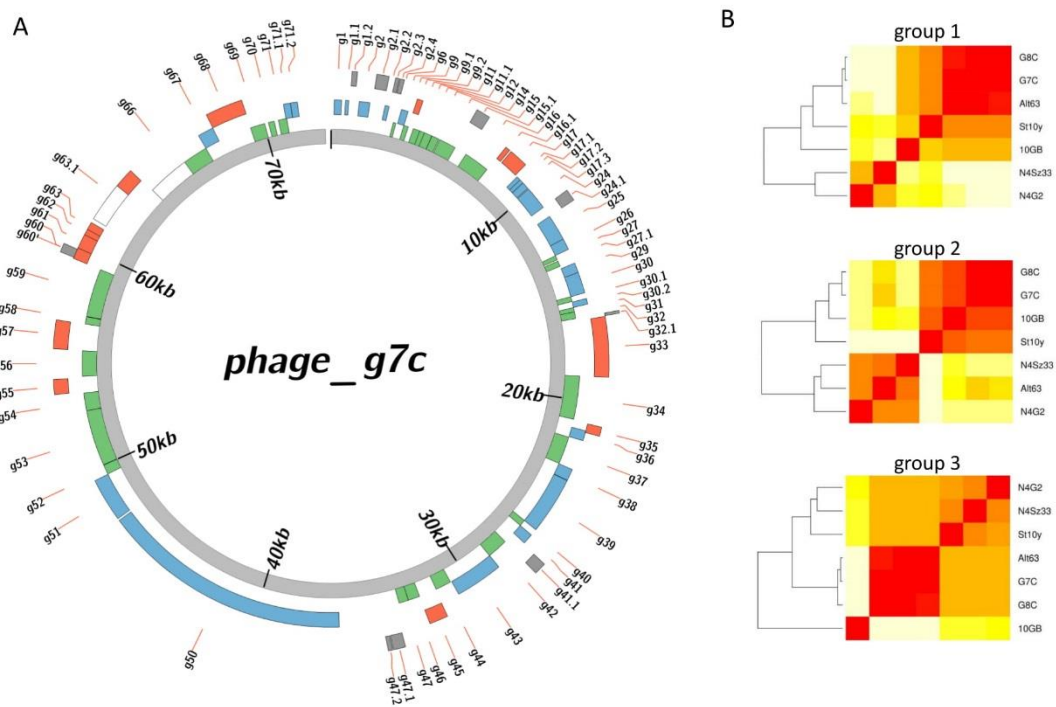 A
g1
g1.1
g1.2
g2
g2.1
g2.2
g2.3
g2.4
g6
g9
g9.1
g9.2
g11
g11.1
g12
g14
g15
g15.1
g16
g16.1
g17
g17.1
g17.2
g17.3
g24
g24.1
g25
g26
g27
g27.1
g29
g30
g30.1
g30.2
g31
g32
g32.1
g33
g34
g35
g36
g37
g38
g39
g40
g41
g41.1
g42
g43
g44
g45
g46
g47
g47.1
g47.2
g50
g51
g52
g53
g54
g55
g56
g57
g58
g59
g60'
g60
g61
g62
g63
g63.1
g66
g67
g68
g69
g70
g71
g71.1
g71.2
10kb
20kb
30kb
40kb
50kb
60kb
70kb
phage_g7c
B
group 1
G8C
G7C
Alt63
St10y
10GB
N4Sz33
N4G2
group 2
G8C
G7C
10GB
St10y
N4Sz33
Alt63
N4G2
group 3
N4G2
N4Sz33
St10y
Alt63
G7C
G8C
10GB